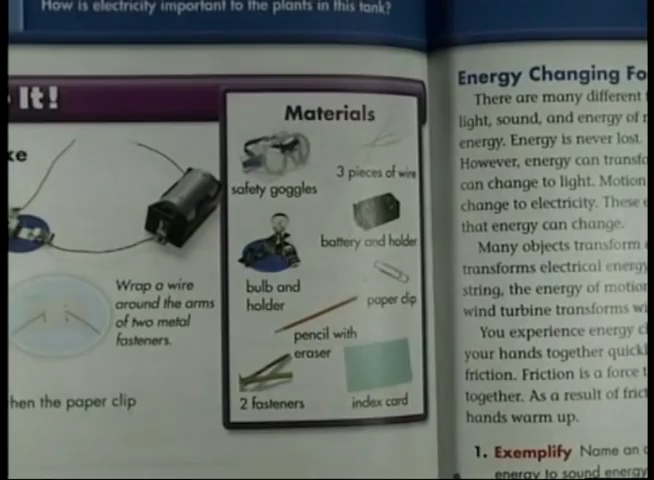 How is electricity important to the plants in this tank?
It!
Materials
safety goggles
3 pieces of wire
battery and holder
bulb and
holder
paper clip
pencil with
eraser
2 fasteners
index card
Wrap a wire
around the arms
of two metal
fasteners.
hen the paper clip
Energy Changing Fo
There are many different
light, sound, and energy of
energy. Energy is never lost.
However, energy can transf
can change to light. Motion
change to electricity. These
that energy can change.
Many objects transform
transforms electrical energy
string, the energy of motion
wind turbine transforms wi
You experience energy c
your hands together quickl
friction. Friction is a force t
together. As a result of frict
hands warm up.
1. Exemplify Name an
energy to sound energy